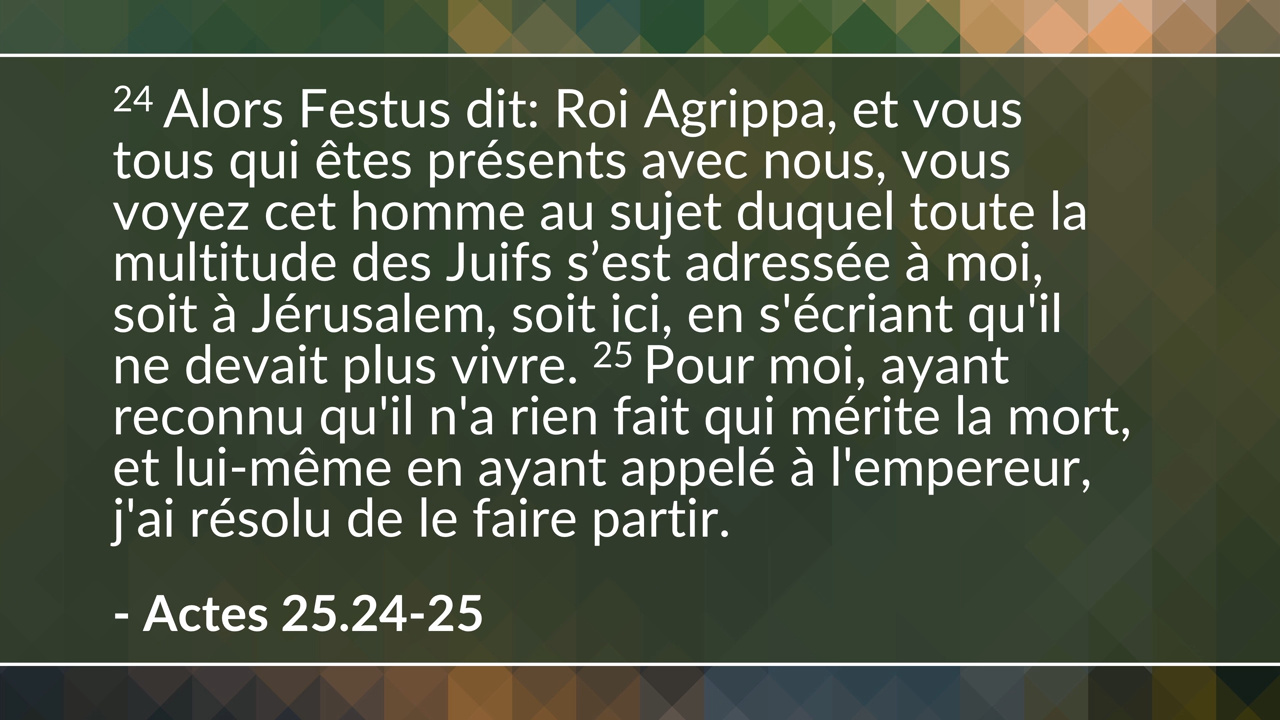 24 Alors Festus dit: Roi Agrippa, et vous
tous qui êtes présents avec nous, vous
voyez cet homme au sujet duquel toute la
multitude des Juifs s’est adressée à moi,
soit à Jérusalem, soit ici, en s'écriant qu'il
ne devait plus vivre. 25 Pour moi, ayant
reconnu qu'il n'a rien fait qui mérite la mort,
et lui-même en ayant appelé à l'empereur,
j'ai résolu de le faire partir.
- Actes 25.24-25